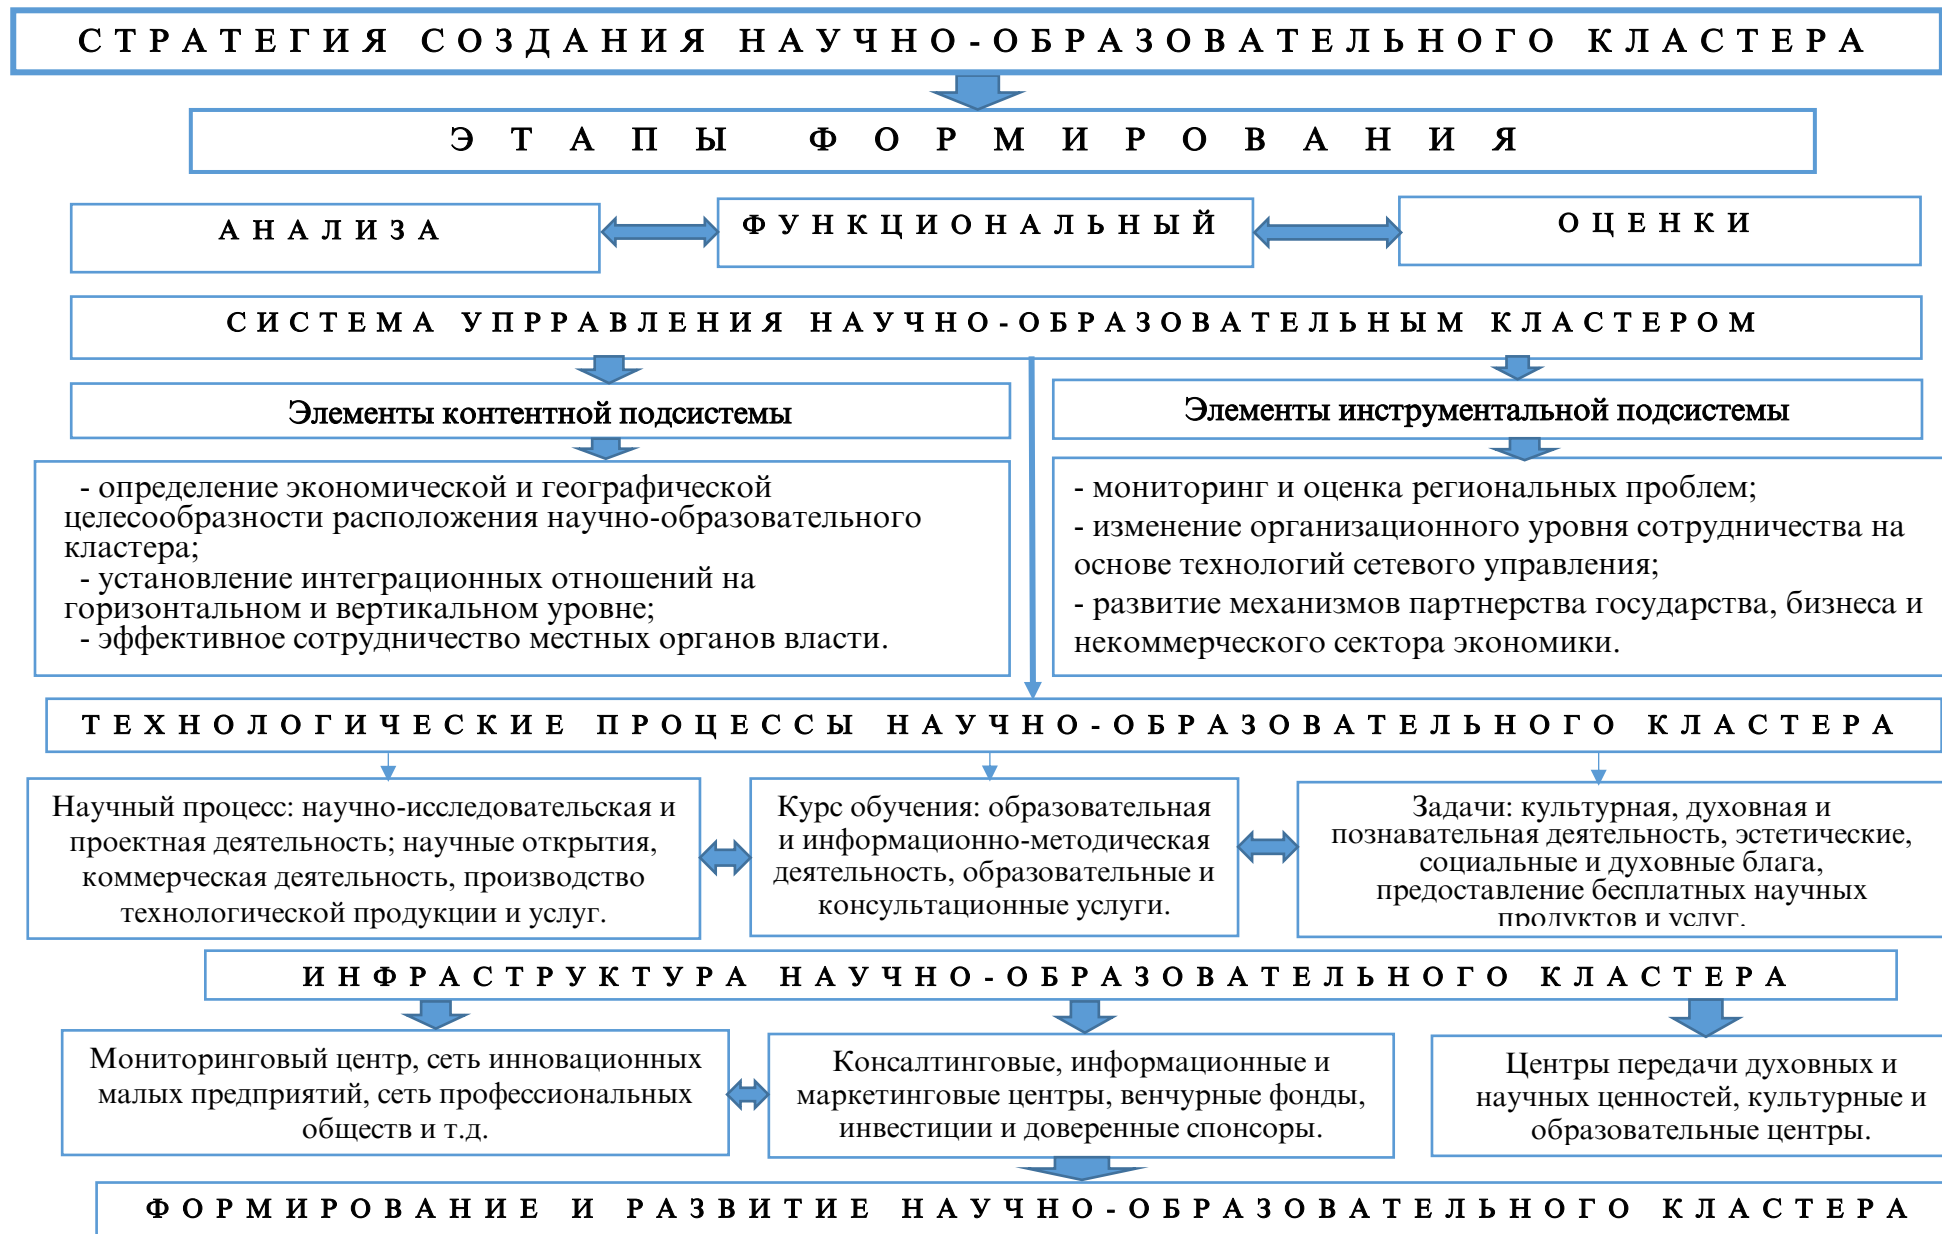 СТРАТЕГИЯ СОЗДАНИЯ НАУЧНО-ОБРАЗОВАТЕЛЬНОГО КЛАСТЕРА
ЭТАПЫ ФОРМИРОВАНИЯ
АНАЛИЗА
ФУНКЦИОНАЛЬНЫЙ
ОЦЕНКИ
СИСТЕМА УПРРАВЛЕНИЯ НАУЧНО-ОБРАЗОВАТЕЛЬНЫМ КЛАСТЕРОМ
Элементы контентной подсистемы
- определение экономической и географической
целесообразности расположения научно-образовательного
кластера;
- установление интеграционных отношений на
горизонтальном и вертикальном уровне;
- эффективное сотрудничество местных органов власти.
Элементы инструментальной подсистемы
- мониторинг и оценка региональных проблем;
- изменение организационного уровня сотрудничества на
основе технологий сетевого управления;
- развитие механизмов партнерства государства, бизнеса и
некоммерческого сектора экономики.
ТЕХНОЛОГИЧЕСКИЕ ПРОЦЕССЫ НАУЧНО-ОБРАЗОВАТЕЛЬНОГО КЛАСТЕРА
Научный процесс: научно-исследовательская и
проектная деятельность; научные открытия,
коммерческая деятельность, производство
технологической продукции и услуг.
Курс обучения: образовательная
и информационно-методическая
деятельность, образовательные и
консультационные услуги.
Задачи: культурная, духовная и
познавательная деятельность, эстетические,
социальные и духовные блага,
предоставление бесплатных научных
продуктов и услуг.
ИНФРАСТРУКТУРА НАУЧНО-ОБРАЗОВАТЕЛЬНОГО КЛАСТЕРА
Мониторинговый центр, сеть инновационных
малых предприятий, сеть профессиональных
обществ и т.д.
Консалтинговые, информационные и
маркетинговые центры, венчурные фонды,
инвестиции и доверенные спонсоры.
Центры передачи духовных и
научных ценностей, культурные и
образовательные центры.
ФОРМИРОВАНИЕ И РАЗВИТИЕ НАУЧНО-ОБРАЗОВАТЕЛЬНОГО КЛАСТЕРА